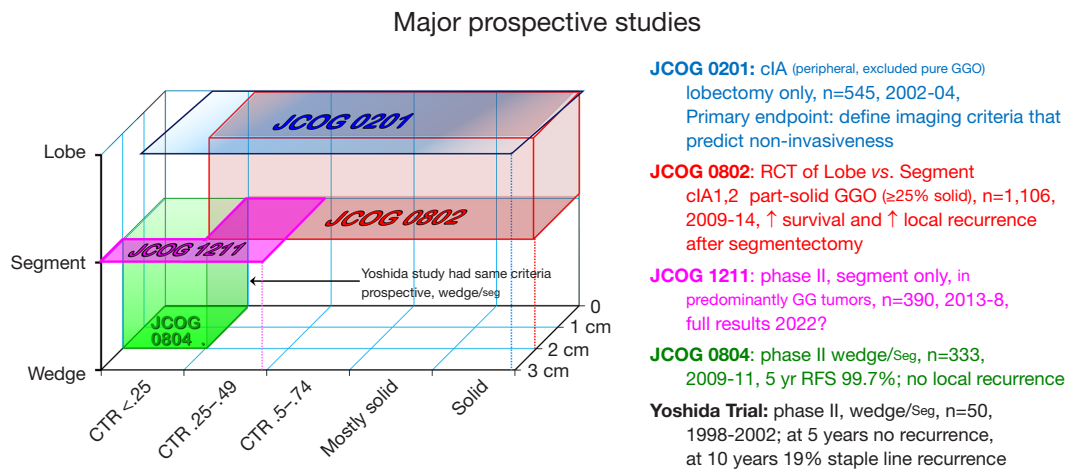 Major prospective studies
Lobe
Segment
Wedge
JCOG 0201
JCOG 0802
JCOG 1211
JCOG
0804
Yoshida study had same criteria
prospective, wedge/seg
0
1 cm
2 cm
3 cm
CTR <.25
CTR .25–.49
CTR .5–.74
Mostly solid
Solid
JCOG 0201: cIA (peripheral, excluded pure GGO)
lobectomy only, n=545, 2002-04,
Primary endpoint: define imaging criteria that
predict non-invasiveness
JCOG 0802: RCT of Lobe vs. Segment
cIA1,2 part-solid GGO (≥25% solid), n=1,106,
2009-14, ↑ survival and ↑ local recurrence
after segmentectomy
JCOG 1211: phase II, segment only, in
predominantly GG tumors, n=390, 2013-8,
full results 2022?
JCOG 0804: phase II wedge/Seg, n=333,
2009-11, 5 yr RFS 99.7%; no local recurrence
Yoshida Trial: phase II, wedge/Seg, n=50,
1998-2002; at 5 years no recurrence,
at 10 years 19% staple line recurrence